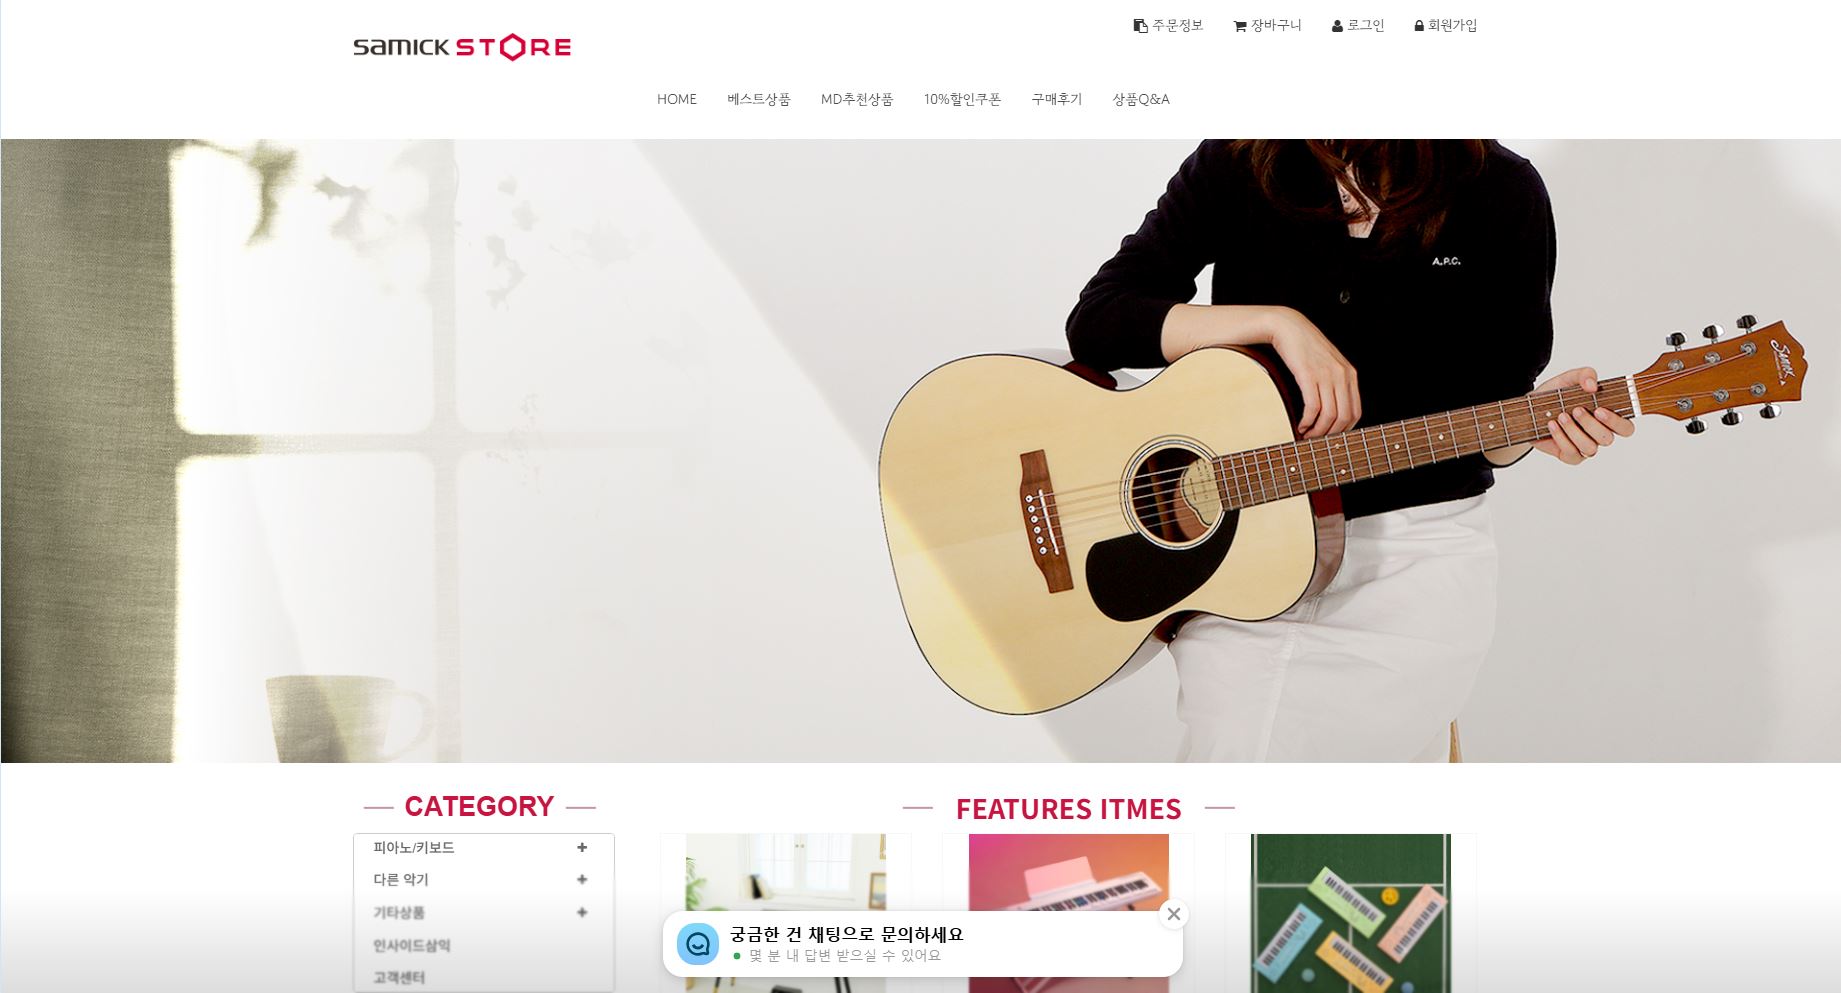 samick STORE
주문정보
장바구니
로그인
회원가입
HOME
베스트상품
MD추천상품
10%할인쿠폰
구매후기
상품Q&A
A.P.C.
Samick
CATEGORY
피아노/키보드
다른 악기
기타상품
인사이드삼익
고객센터
FEATURES ITMES
궁금한 건 채팅으로 문의하세요
몇 분 내 답변 받으실 수 있어요